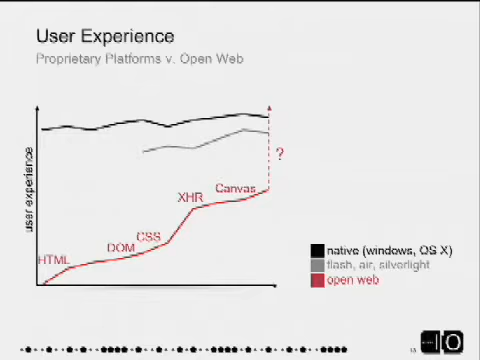 User Experience
Proprietary Platforms v. Open Web
user experience
?
Canvas
XHR
CSS
DOM
HTML
native (windows, OS X)
flash, air, silverlight
open web
IO